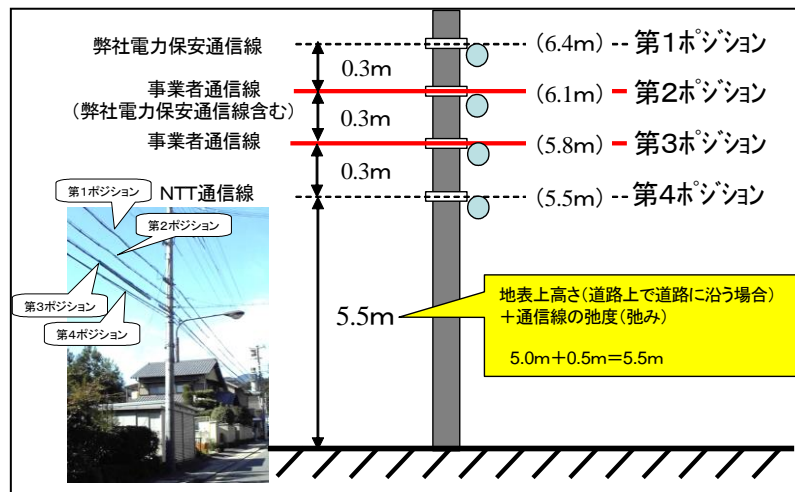 弊社電力保安通信線
(6.4m)
第1ポジション
0.3m
事業者通信線
(弊社電力保安通信線含む)
(6.1m)
第2ポジション
0.3m
事業者通信線
(5.8m)
第3ポジション
0.3m
NTT通信線
(5.5m)
第4ポジション
第1ポジション
第2ポジション
第3ポジション
第4ポジション
5.5m
地表上高さ(道路上で道路に沿う場合)
+通信線の弛度(弛み)
5.0m+0.5m=5.5m